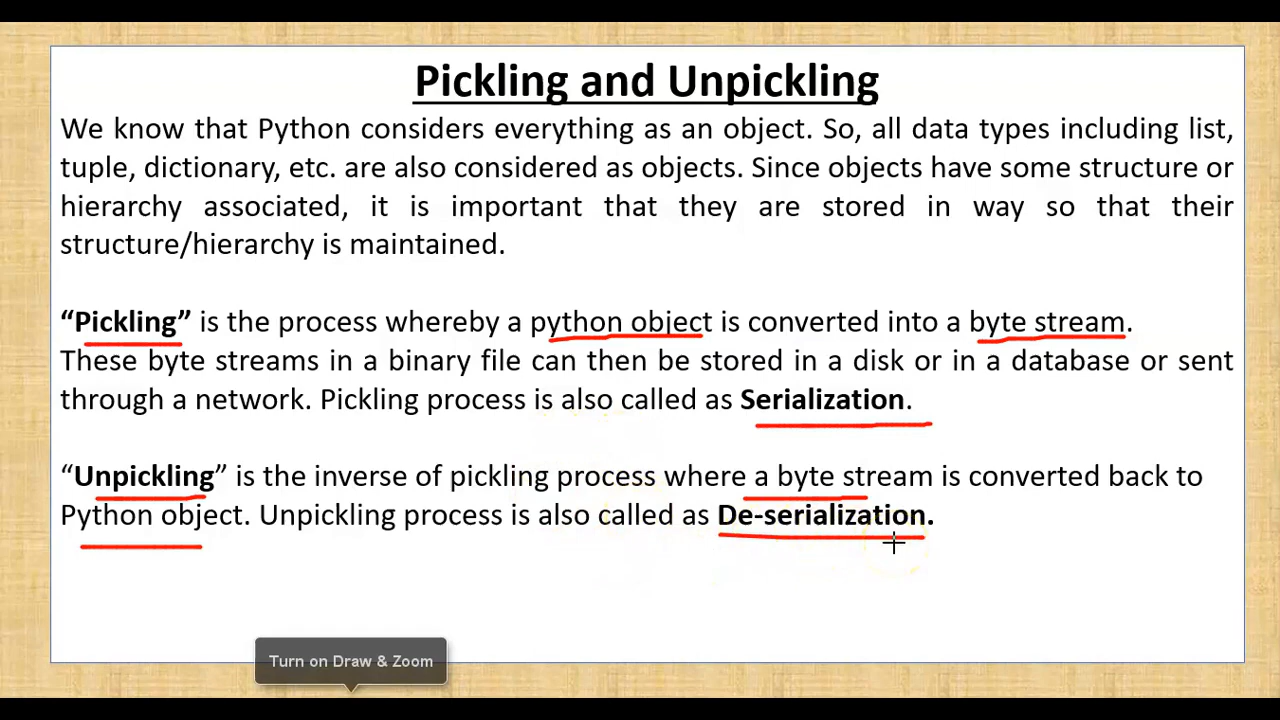 Pickling and Unpickling
We know that Python considers everything as an object. So, all data types including list,
tuple, dictionary, etc. are also considered as objects. Since objects have some structure or
hierarchy associated, it is important that they are stored in way so that their
structure/hierarchy is maintained.
“Pickling” is the process whereby a python object is converted into a byte stream.
These byte streams in a binary file can then be stored in a disk or in a database or sent
through a network. Pickling process is also called as Serialization.
“Unpickling” is the inverse of pickling process where a byte stream is converted back to
Python object. Unpickling process is also called as De-serialization.
Turn on Draw & Zoom